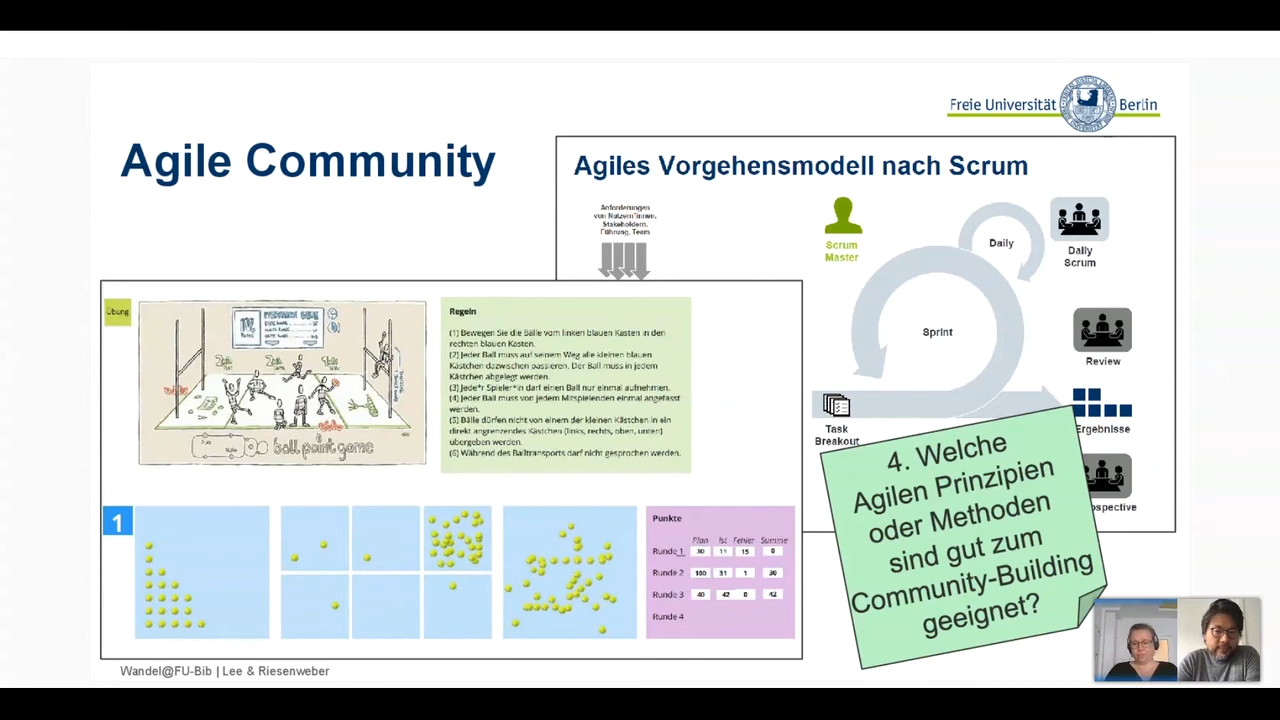 Freie Universität Berlin
Agile Community
Agiles Vorgehensmodell nach Scrum
Anforderungen
von Nutzern*innen,
Stakeholdern,
Führung, Team
Scrum
Master
Daily
Daily
Scrum
Sprint
Review
Task
Breakout
Ergebnisse
ospective
Übung
ball point game
Regeln
(1) Bewegen Sie die Bälle vom linken blauen Kasten in den
rechten blauen Kasten.
(2) Jeder Ball muss auf seinem Weg alle kleinen blauen
Kästchen dazwischen passieren. Der Ball muss in jedem
Kästchen abgelegt werden.
(3) Jede*r Spieler*in darf einen Ball nur einmal aufnehmen.
(4) Jeder Ball muss von jedem Mitspielenden einmal angefasst
werden.
(5) Bälle dürfen nicht von einem der kleinen Kästchen in ein
direkt angrenzendes Kästchen (links, rechts, oben, unten)
übergeben werden.
(6) Während des Balltransports darf nicht gesprochen werden.
1
Punkte
Plan Ist Fehler Summe
Runde 1 30 15 15 0
Runde 2 100 31 1 30
Runde 3 40 42 0 42
Runde 4
4. Welche
Agilen Prinzipien
oder Methoden
sind gut zum
Community-Building
geeignet?
Wandel@FU-Bib | Lee & Riesenweber